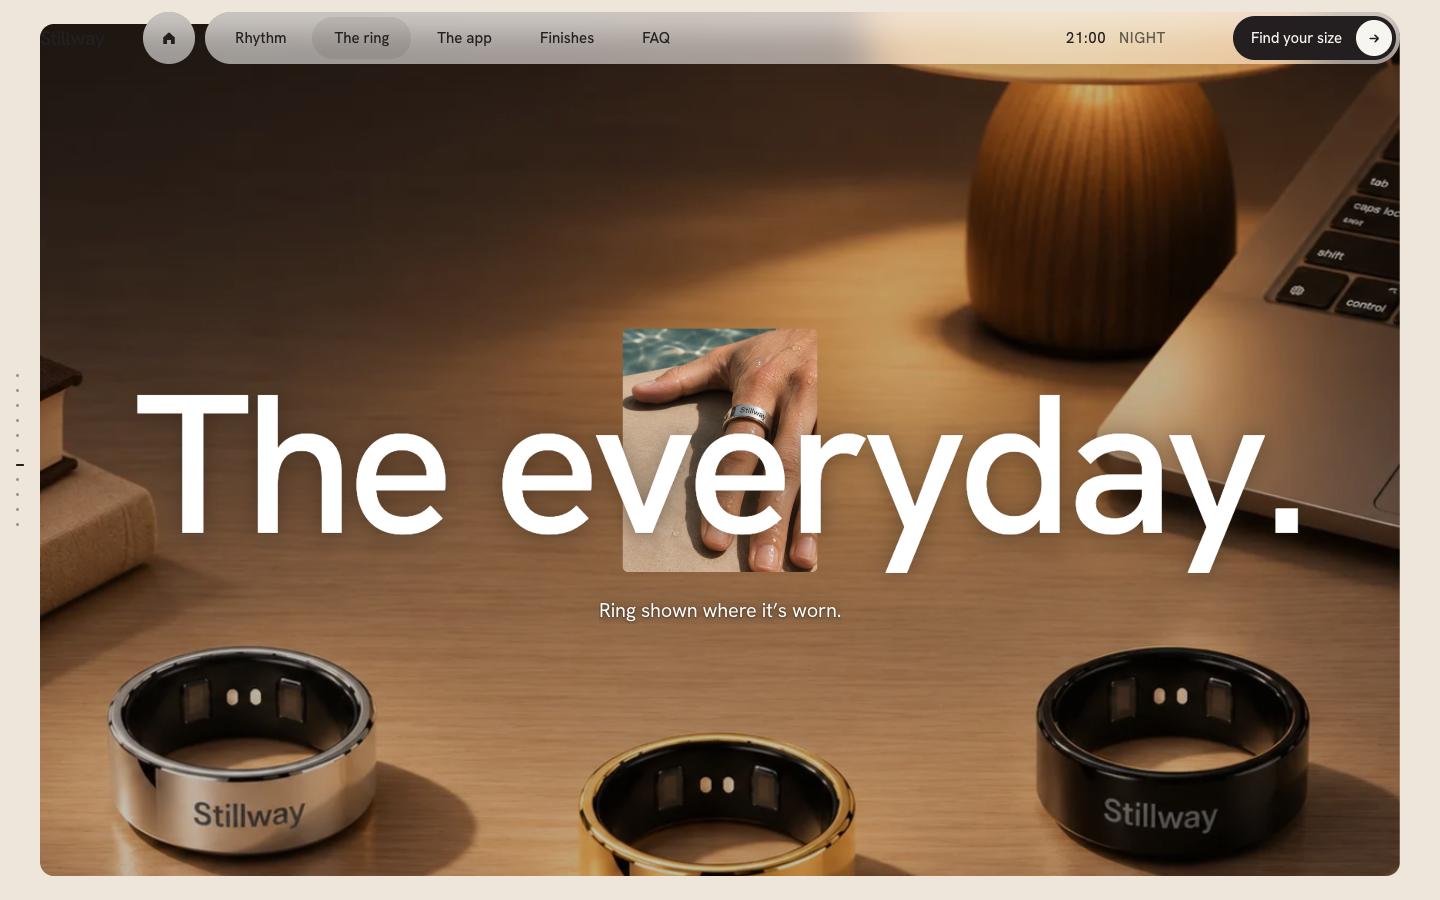 Stillway
Rhythm
The ring
The app
Finishes
FAQ
21:00 NIGHT
Find your size
tab
caps loc
shift
control
Stillway
The everyday.
Ring shown where it’s worn.
Stillway
Stillway